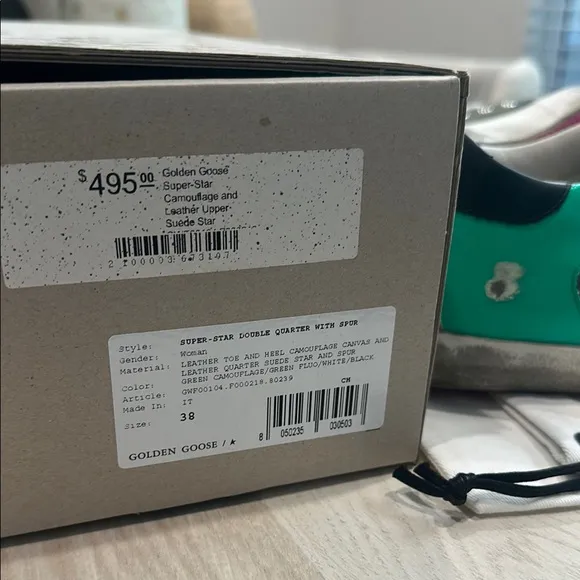 $495.00 Golden Goose
Super-Star
Camouflage and
Leather Upper
Suede Star
Style: SUPER-STAR DOUBLE QUARTER WITH SPUR
Gender: Woman
Material: LEATHER TOE AND HEEL CAMOUFLAGE CANVAS AND
LEATHER QUARTER SUEDE STAR AND SPUR
Color: GREEN CAMOUFLAGE/GREEN FLUO/WHITE/BLACK
Article: GWF00104.F000218.80239
Made In: IT
CM
Size: 38
8 050235 030503
GOLDEN GOOSE / ★